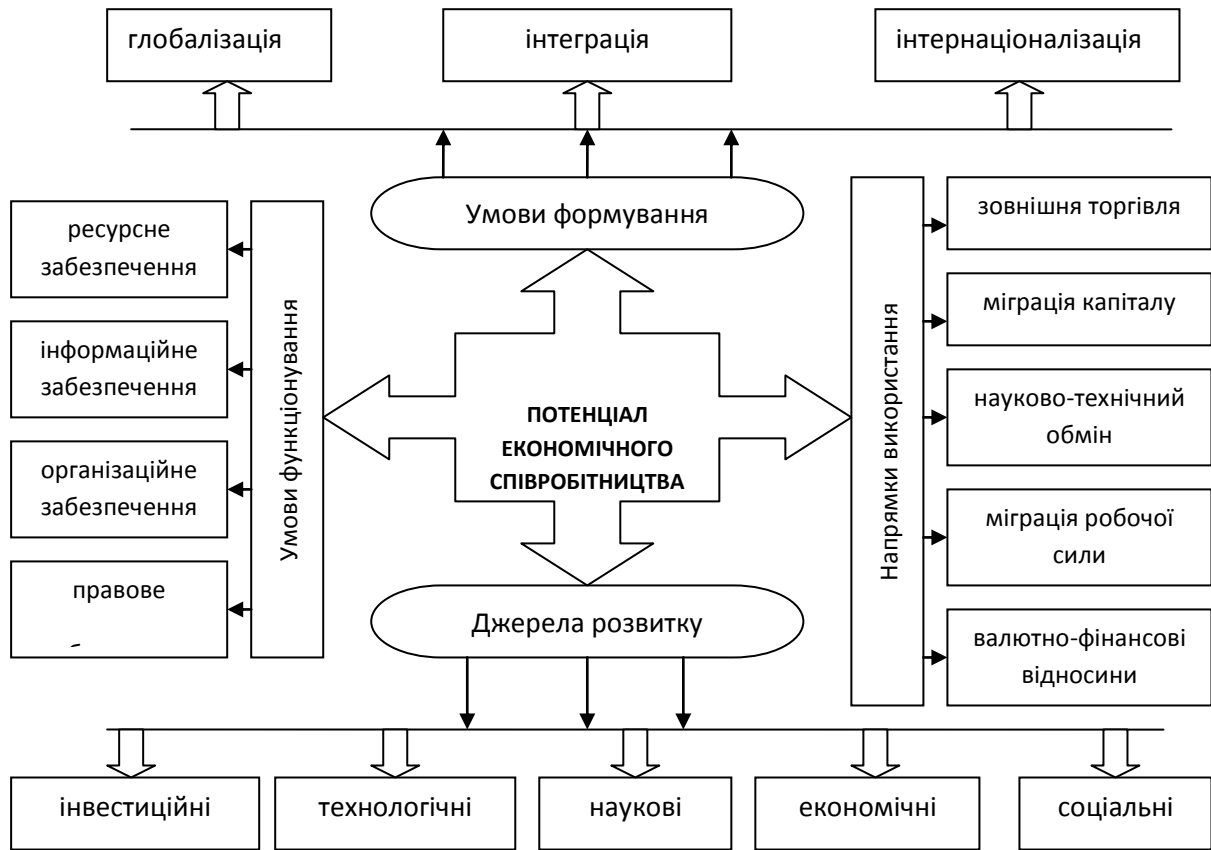 глобалізація
інтеграція
інтернаціоналізація
Умови формування
ресурсне
забезпечення
інформаційне
забезпечення
організаційне
забезпечення
правове
Умови функціонування
ПОТЕНЦІАЛ
ЕКОНОМІЧНОГО
СПІВРОБІТНИЦТВА
Напрямки використання
зовнішня торгівля
міграція капіталу
науково-технічний
обмін
міграція робочої
сили
валютно-фінансові
відносини
Джерела розвитку
інвестиційні
технологічні
наукові
економічні
соціальні